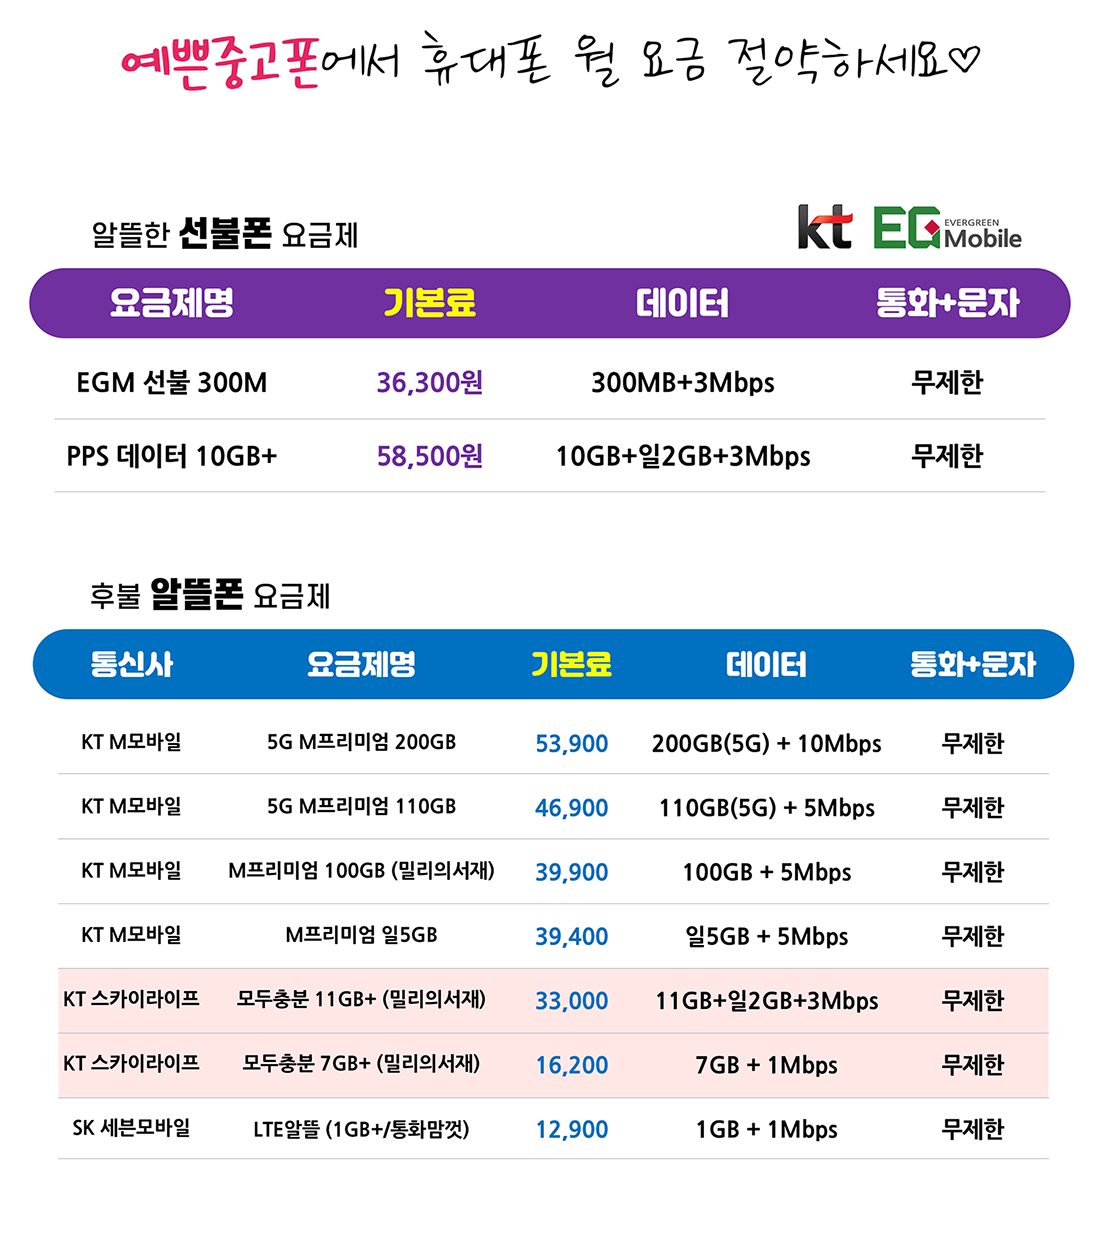 예쁜중고폰에서 휴대폰 월 요금 절약하세요♡
알뜰한 선불폰 요금제
kt EG EVERGREEN Mobile
요금제명 기본료 데이터 통화+문자
EGM 선불 300M 36,300원 300MB+3Mbps 무제한
PPS 데이터 10GB+ 58,500원 10GB+일2GB+3Mbps 무제한
후불 알뜰폰 요금제
통신사 요금제명 기본료 데이터 통화+문자
KT M모바일 5G M프리미엄 200GB 53,900 200GB(5G) + 10Mbps 무제한
KT M모바일 5G M프리미엄 110GB 46,900 110GB(5G) + 5Mbps 무제한
KT M모바일 M프리미엄 100GB (밀리의서재) 39,900 100GB + 5Mbps 무제한
KT M모바일 M프리미엄 일5GB 39,400 일5GB + 5Mbps 무제한
KT 스카이라이프 모두충분 11GB+ (밀리의서재) 33,000 11GB+일2GB+3Mbps 무제한
KT 스카이라이프 모두충분 7GB+ (밀리의서재) 16,200 7GB + 1Mbps 무제한
SK 세븐모바일 LTE알뜰 (1GB+/통화맘껏) 12,900 1GB + 1Mbps 무제한